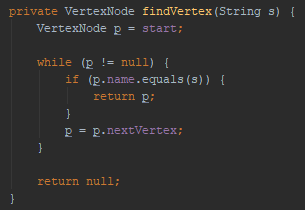 private VertexNode findVertex(String s) {
    VertexNode p = start;

    while (p != null) {
        if (p.name.equals(s)) {
            return p;
        }
        p = p.nextVertex;
    }

    return null;
}